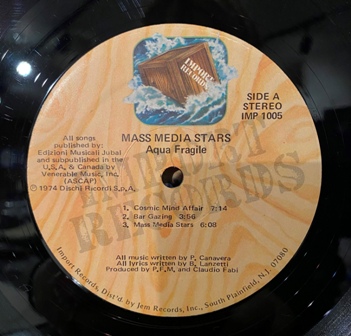 IMPORT
RECORDS
SIDE A
STEREO
IMP 1005
MASS MEDIA STARS
Aqua Fragile
All songs
published by:
Edizioni Musicali Jubal
and subpublished in the
U.S.A. & Canada by
Venerable Music, Inc.
(ASCAP)
Ⓟ 1974 Dischi Ricordi S.p.A.
IMPORT
RECORDS
1. Cosmic Mind Affair 7:14
2. Bar Gazing 3:56
3. Mass Media Stars 6:08
All music written by P. Canavera
All lyrics written by B. Lanzetti
Produced by P.F.M. and Claudio Fabi
Import Records, Dist'd by Jem Records, Inc., South Plainfield, N.J. 07080